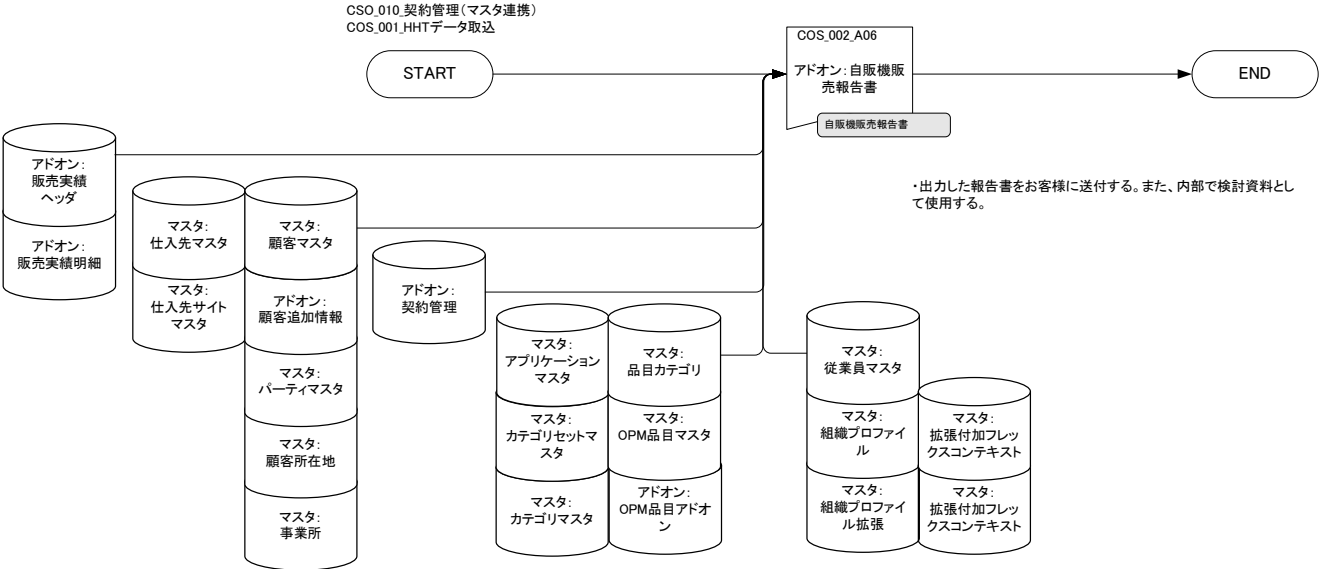 CSO_010_契約管理（マスタ連携）
COS_001_HHTデータ取込
START
COS_002_A06
アドオン：自販機販
売報告書
自販機販売報告書
END
・出力した報告書をお客様に送付する。また、内部で検討資料とし
て使用する。
アドオン：
販売実績
ヘッダ
アドオン：
販売実績明細
マスタ：
仕入先マスタ
マスタ：
仕入先サイト
マスタ
マスタ：
顧客マスタ
アドオン：
顧客追加情報
マスタ：
パーティマスタ
マスタ：
顧客所在地
マスタ：
事業所
アドオン：
契約管理
マスタ：
アプリケーション
マスタ
マスタ：
カテゴリセットマ
スタ
マスタ：
カテゴリマスタ
マスタ：
品目カテゴリ
マスタ：
OPM品目マスタ
アドオン：
OPM品目アドオ
ン
マスタ：
従業員マスタ
マスタ：
組織プロファイ
ル
マスタ：
組織プロファイ
ル拡張
マスタ：
拡張付加フレッ
クスコンテキスト
マスタ：
拡張付加フレッ
クスコンテキスト